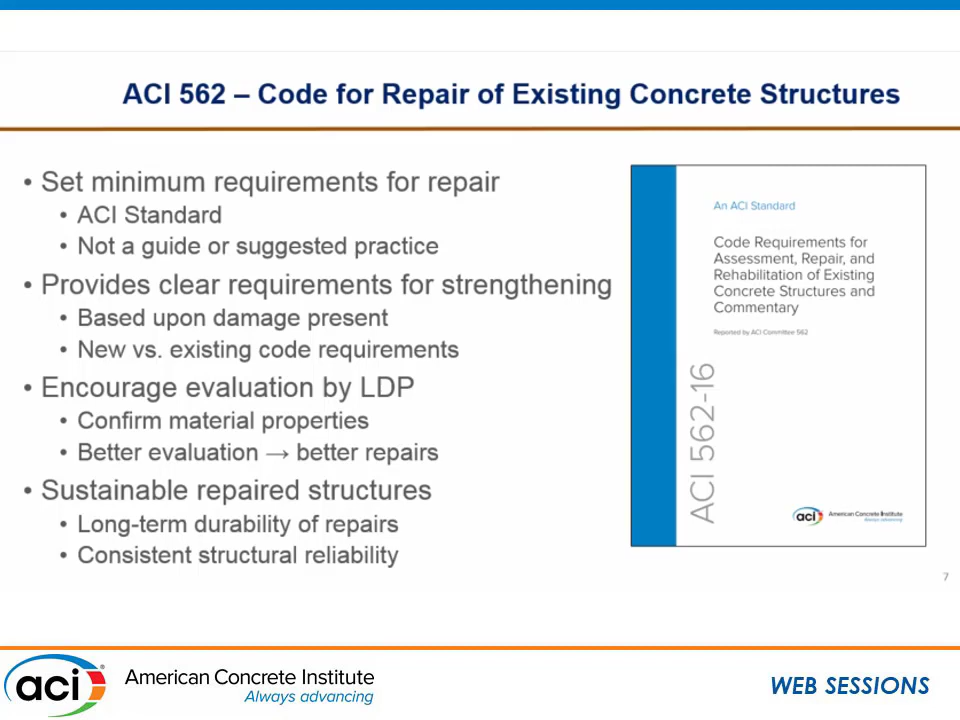 ACI 562 – Code for Repair of Existing Concrete Structures
• Set minimum requirements for repair
• ACI Standard
• Not a guide or suggested practice
• Provides clear requirements for strengthening
• Based upon damage present
• New vs. existing code requirements
• Encourage evaluation by LDP
• Confirm material properties
• Better evaluation → better repairs
• Sustainable repaired structures
• Long-term durability of repairs
• Consistent structural reliability
An ACI Standard
Code Requirements for
Assessment, Repair, and
Rehabilitation of Existing
Concrete Structures and
Commentary
Reported by ACI Committee 562
ACI 562-16
aci American Concrete Institute
Always advancing
7
aci
American Concrete Institute
Always advancing
WEB SESSIONS